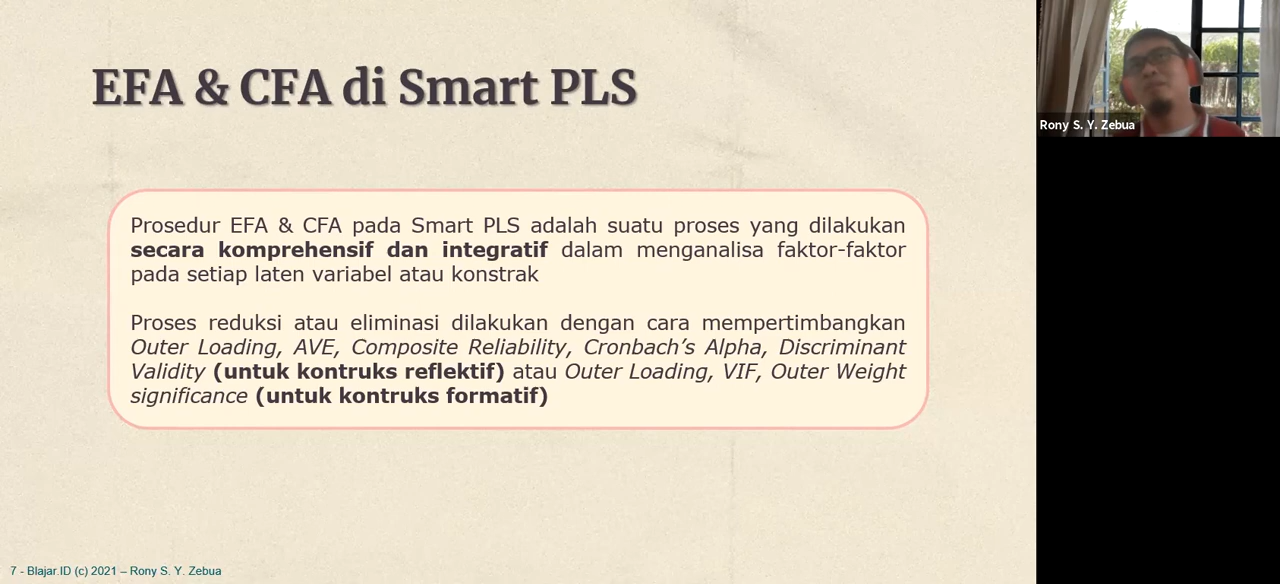 EFA & CFA di Smart PLS
Rony S. Y. Zebua
Prosedur EFA & CFA pada Smart PLS adalah suatu proses yang dilakukan
secara komprehensif dan integratif dalam menganalisa faktor-faktor
pada setiap laten variabel atau konstrak
Proses reduksi atau eliminasi dilakukan dengan cara mempertimbangkan
Outer Loading, AVE, Composite Reliability, Cronbach’s Alpha, Discriminant
Validity (untuk kontruks reflektif) atau Outer Loading, VIF, Outer Weight
significance (untuk kontruks formatif)
7 - Blajar.ID (c) 2021 – Rony S. Y. Zebua